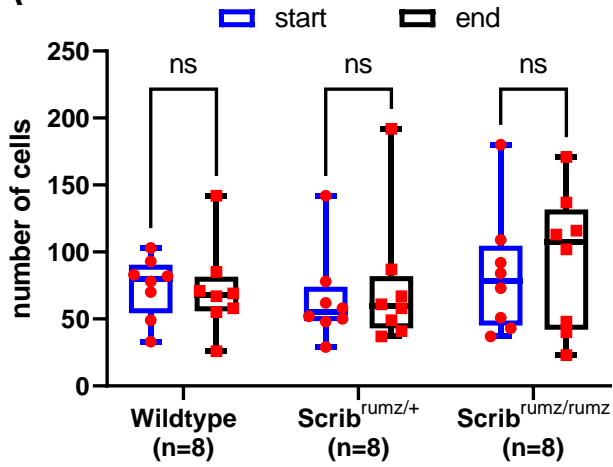 start end
250
200
150
100
50
0
number of cells
ns ns ns
Wildtype Scrib^rumz/+ Scrib^rumz/rumz
(n=8) (n=8) (n=8)